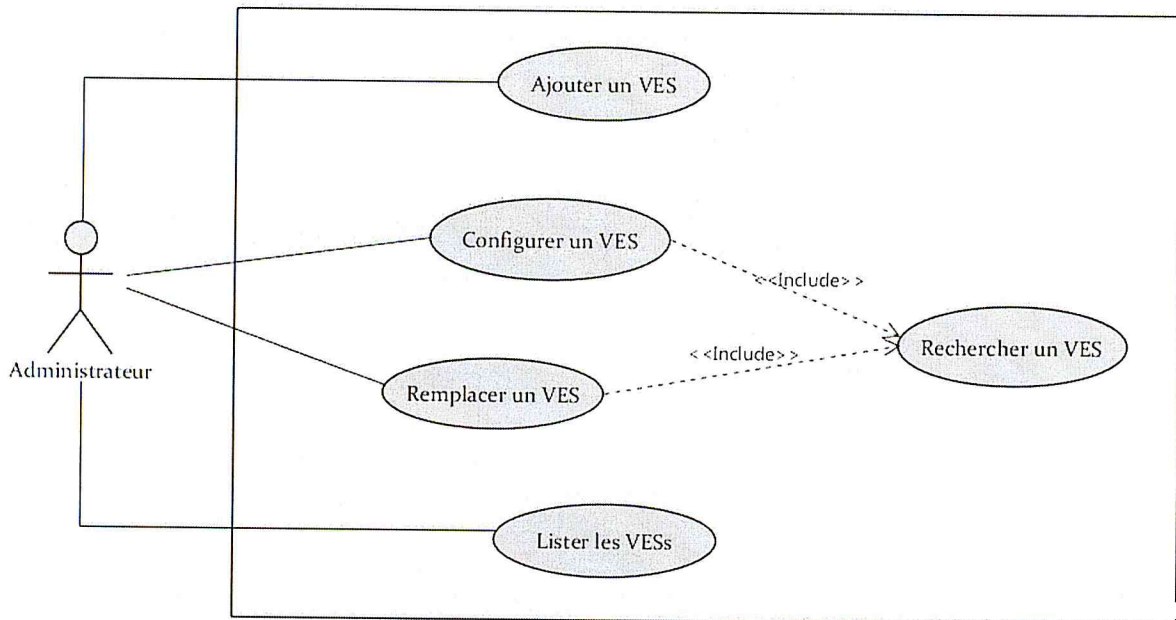 Ajouter un VES
Configurer un VES
< <Include> >
Rechercher un VES
< <Include> >
Administrateur
Remplacer un VES
Lister les VESs